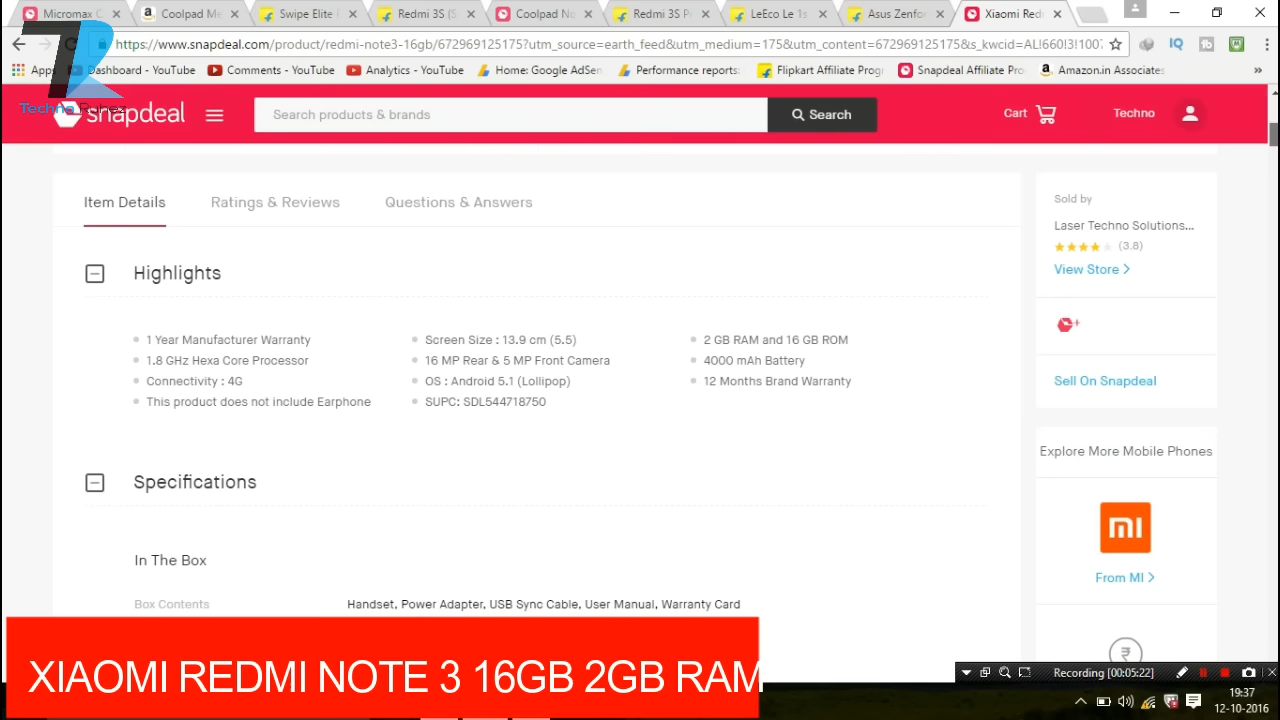 Micromax C
Coolpad Me
Swipe Elite
Redmi 3S (S
Coolpad No
Redmi 3S P
LeEco Le 1s
Asus Zenfo
Xiaomi Red
https://www.snapdeal.com/product/redmi-note3-16gb/672969125175?utm_source=earth_feed&utm_medium=175&utm_content=672969125175&s_kwcid=AL!660!3!1007
Apps
Dashboard - YouTube
Comments - YouTube
Analytics - YouTube
Home: Google AdSen
Performance reports:
Flipkart Affiliate Prog
Snapdeal Affiliate Pro
Amazon.in Associates
»
Techno Ruhez
snapdeal
Search products & brands
Search
Cart
Techno
Item Details
Ratings & Reviews
Questions & Answers
Highlights
1 Year Manufacturer Warranty
1.8 GHz Hexa Core Processor
Connectivity : 4G
This product does not include Earphone
Screen Size : 13.9 cm (5.5)
16 MP Rear & 5 MP Front Camera
OS : Android 5.1 (Lollipop)
SUPC: SDL544718750
2 GB RAM and 16 GB ROM
4000 mAh Battery
12 Months Brand Warranty
Specifications
In The Box
Box Contents
Handset, Power Adapter, USB Sync Cable, User Manual, Warranty Card
Sold by
Laser Techno Solutions...
(3.8)
View Store
Sell On Snapdeal
Explore More Mobile Phones
MI
From MI
₹
XIAOMI REDMI NOTE 3 16GB 2GB RAM
Recording [00:05:22]
19:37
12-10-2016